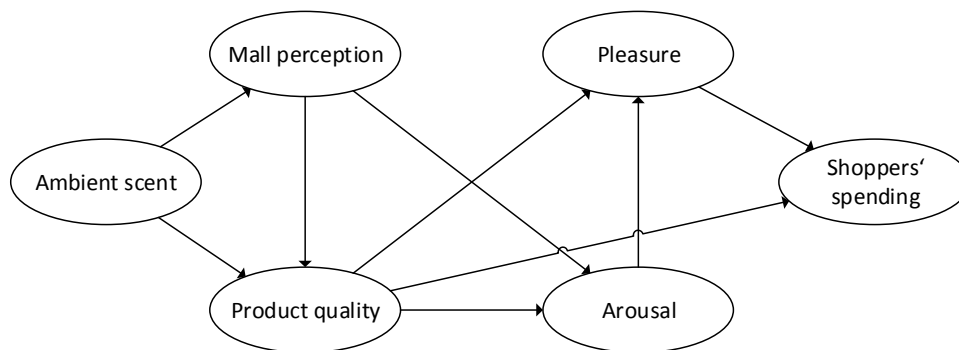 Mall perception
Pleasure
Ambient scent
Shoppers‘
spending
Product quality
Arousal